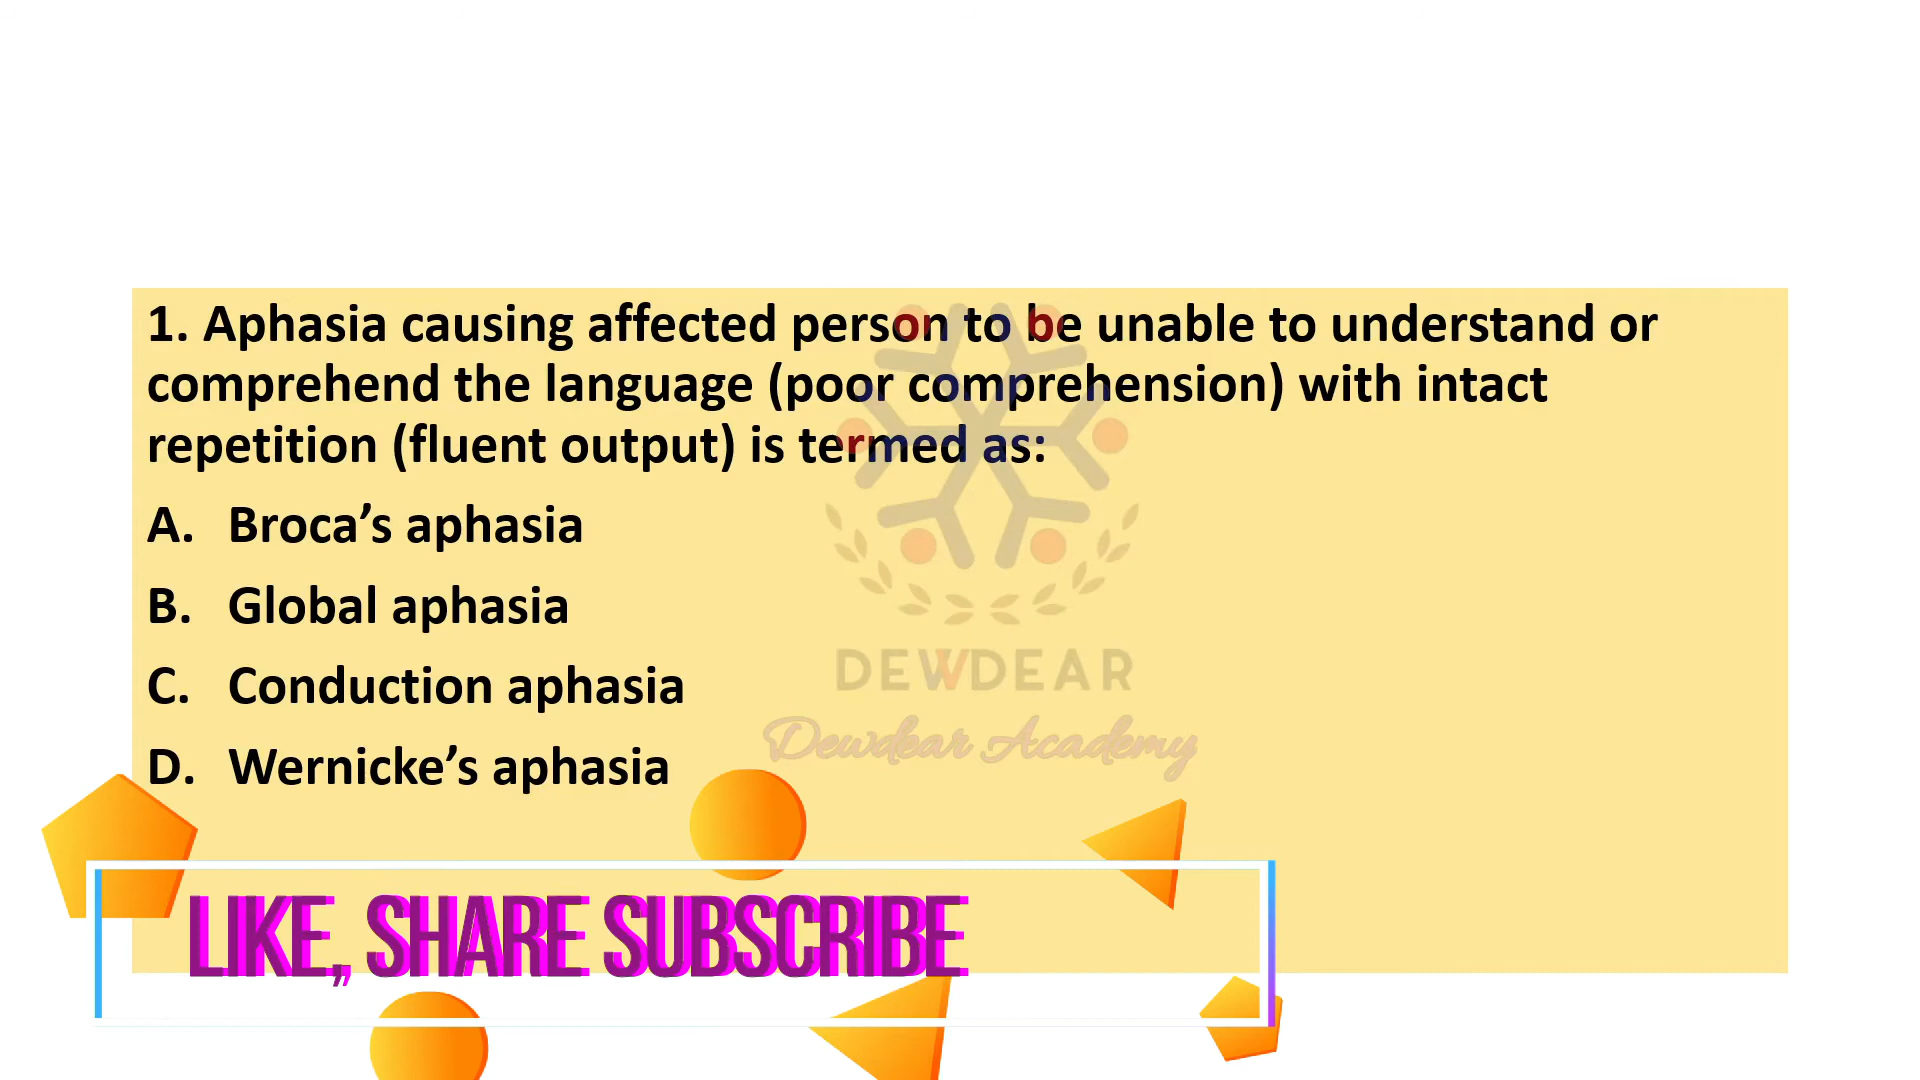 1. Aphasia causing affected person to be unable to understand or
comprehend the language (poor comprehension) with intact
repetition (fluent output) is termed as:
A. Broca’s aphasia
B. Global aphasia
C. Conduction aphasia
D. Wernicke’s aphasia
DEWDEAR
Dewdear Academy
LIKE, SHARE SUBSCRIBE